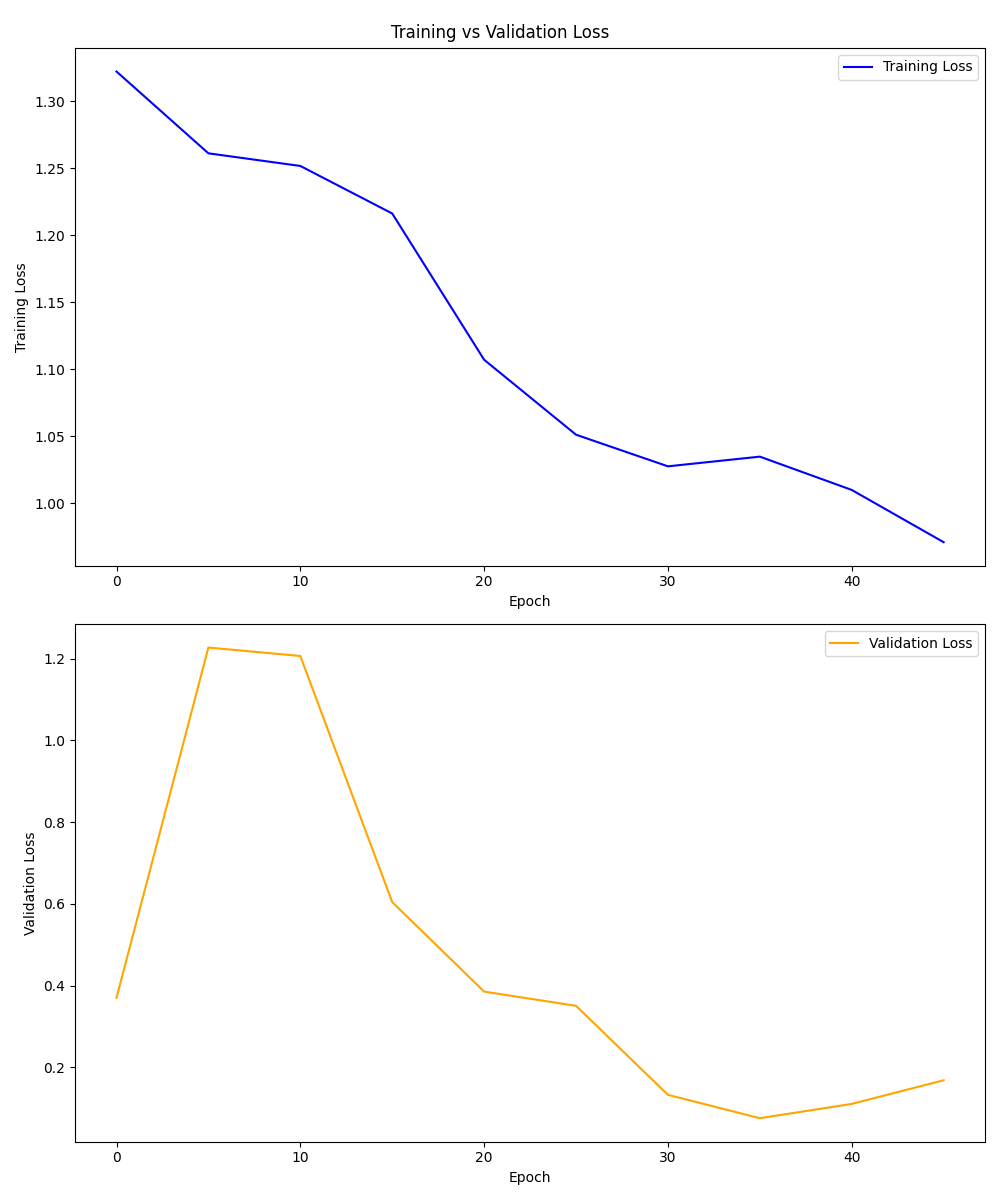 Training vs Validation Loss
Training Loss
1.30
1.25
1.20
1.15
1.10
1.05
1.00
Training Loss
0 10 20 30 40
Epoch
Validation Loss
1.2
1.0
0.8
0.6
0.4
0.2
Validation Loss
0 10 20 30 40
Epoch